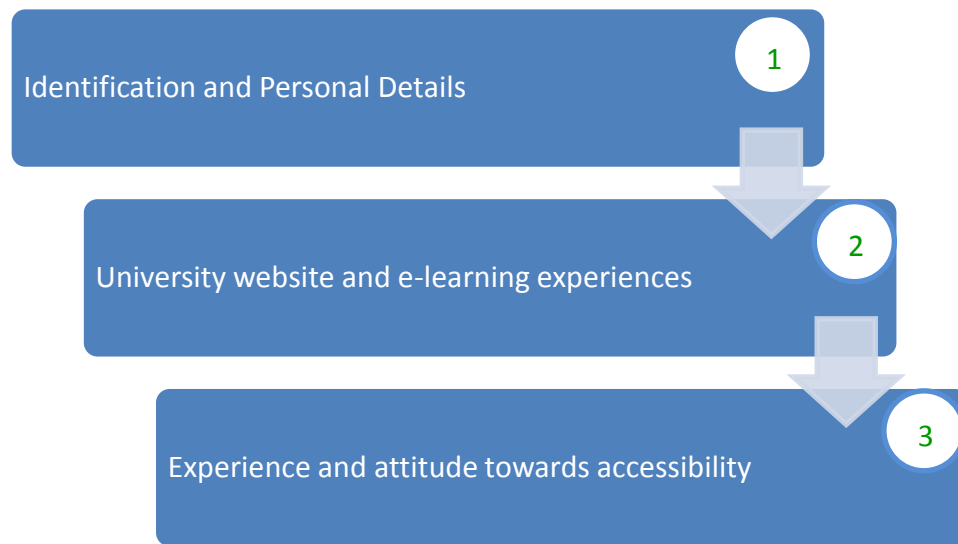 1
Identification and Personal Details
2
University website and e-learning experiences
3
Experience and attitude towards accessibility